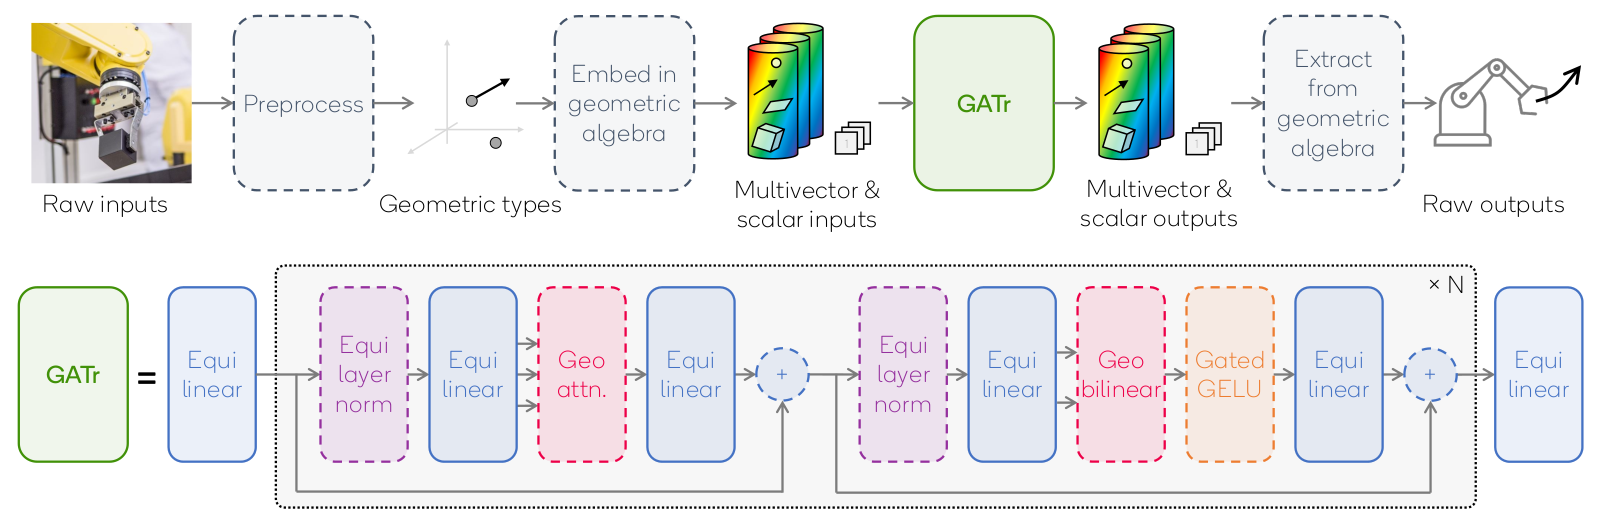 Preprocess
Embed in
geometric
algebra
1
GATr
1
Extract
from
geometric
algebra
Raw inputs
Geometric types
Multivector &
scalar inputs
Multivector &
scalar outputs
Raw outputs
× N
GATr
=
Equi
linear
Equi
layer
norm
Equi
linear
Geo
attn.
Equi
linear
+
Equi
layer
norm
Equi
linear
Geo
bilinear
Gated
GELU
Equi
linear
+
Equi
linear